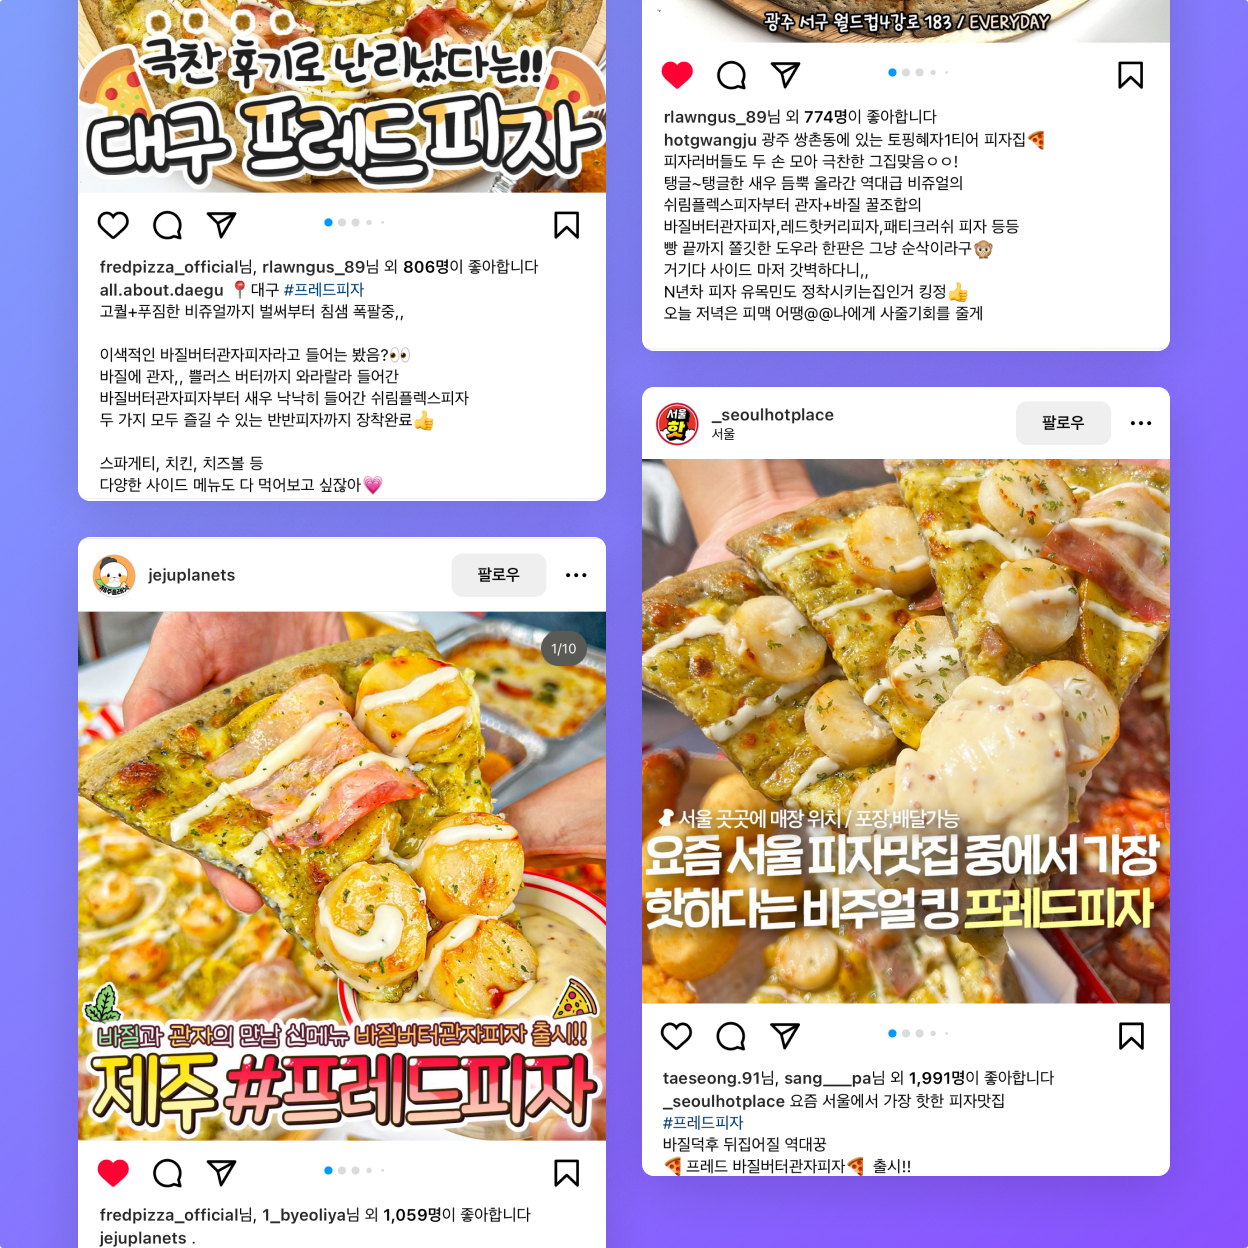 극찬 후기로 난리났다는!!
대구 프레드피자
fredpizza_official님, rlawngus_89님 외 806명이 좋아합니다
all.about.daegu 📍대구 #프레드피자
고퀄+푸짐한 비쥬얼까지 벌써부터 침샘 폭팔중,,
이색적인 바질버터관자피자라고 들어는 봤음?👀
바질에 관자,, 쁠러스 버터까지 와라랄라 들어간
바질버터관자피자부터 새우 낙낙히 들어간 쉬림플렉스피자
두 가지 모두 즐길 수 있는 반반피자까지 장착완료👍
스파게티, 치킨, 치즈볼 등
다양한 사이드 메뉴도 다 먹어보고 싶잖아💗
jejuplanets
팔로우
1/10
바질과 관자의 만남 신메뉴 바질버터관자피자 출시!!
제주 #프레드피자
fredpizza_official님, 1_byeoliya님 외 1,059명이 좋아합니다
jejuplanets .
광주 서구 월드컵4강로 183 / EVERYDAY
rlawngus_89님 외 774명이 좋아합니다
hotgwangju 광주 쌍촌동에 있는 토핑혜자1티어 피자집🍕
피자러버들도 두 손 모아 극찬한 그집맞음ㅇㅇ!
탱글~탱글한 새우 듬뿍 올라간 역대급 비쥬얼의
쉬림플렉스피자부터 관자+바질 꿀조합의
바질버터관자피자,레드핫커리피자,패티크러쉬 피자 등등
빵 끝까지 쫄깃한 도우라 한판은 그냥 순삭이라구🙊
거기다 사이드 마저 갓벽하다니,,
N년차 피자 유목민도 정착시키는집인거 킹정👍
오늘 저녁은 피맥 어땡@@나에게 사줄기회를 줄게
서울
핫
_seoulhotplace
서울
팔로우
서울 곳곳에 매장 위치 / 포장,배달가능
요즘 서울 피자맛집 중에서 가장
핫하다는 비주얼 킹 프레드피자
taeseong.91님, sang___pa님 외 1,991명이 좋아합니다
_seoulhotplace 요즘 서울에서 가장 핫한 피자맛집
#프레드피자
바질덕후 뒤집어질 역대꿍
🍕프레드 바질버터관자피자🍕 출시!!